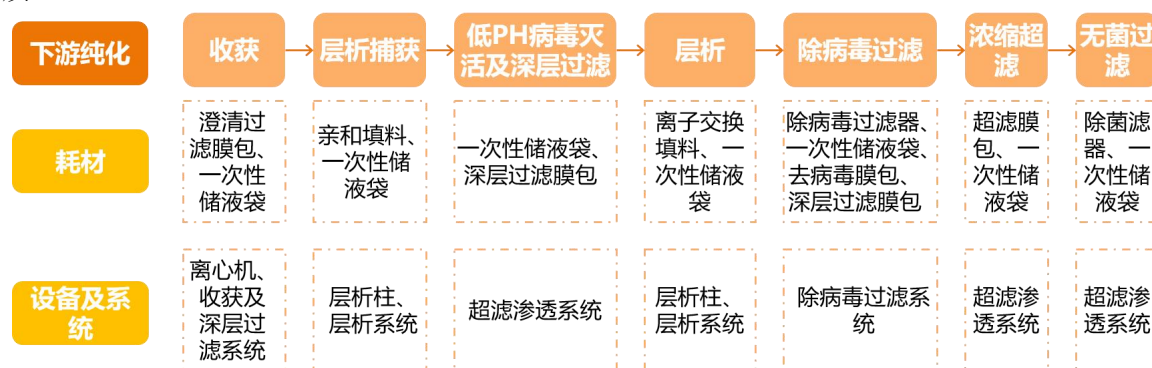 下游纯化
收获
层析捕获
低PH病毒灭
活及深层过滤
层析
除病毒过滤
浓缩超
滤
无菌过
滤
耗材
澄清过
滤膜包、
一次性
储液袋
亲和填料、
一次性储
液袋
一次性储液袋、
深层过滤膜包
离子交换
填料、一
次性储液
袋
除病毒过滤器、
一次性储液袋、
去病毒膜包、
深层过滤膜包
超滤膜
包、一
次性储
液袋
除菌滤
器、一
次性储
液袋
设备及系
统
离心机、
收获及
深层过
滤系统
层析柱、
层析系统
超滤渗透系统
层析柱、
层析系统
除病毒过滤系
统
超滤渗
透系统
超滤渗
透系统